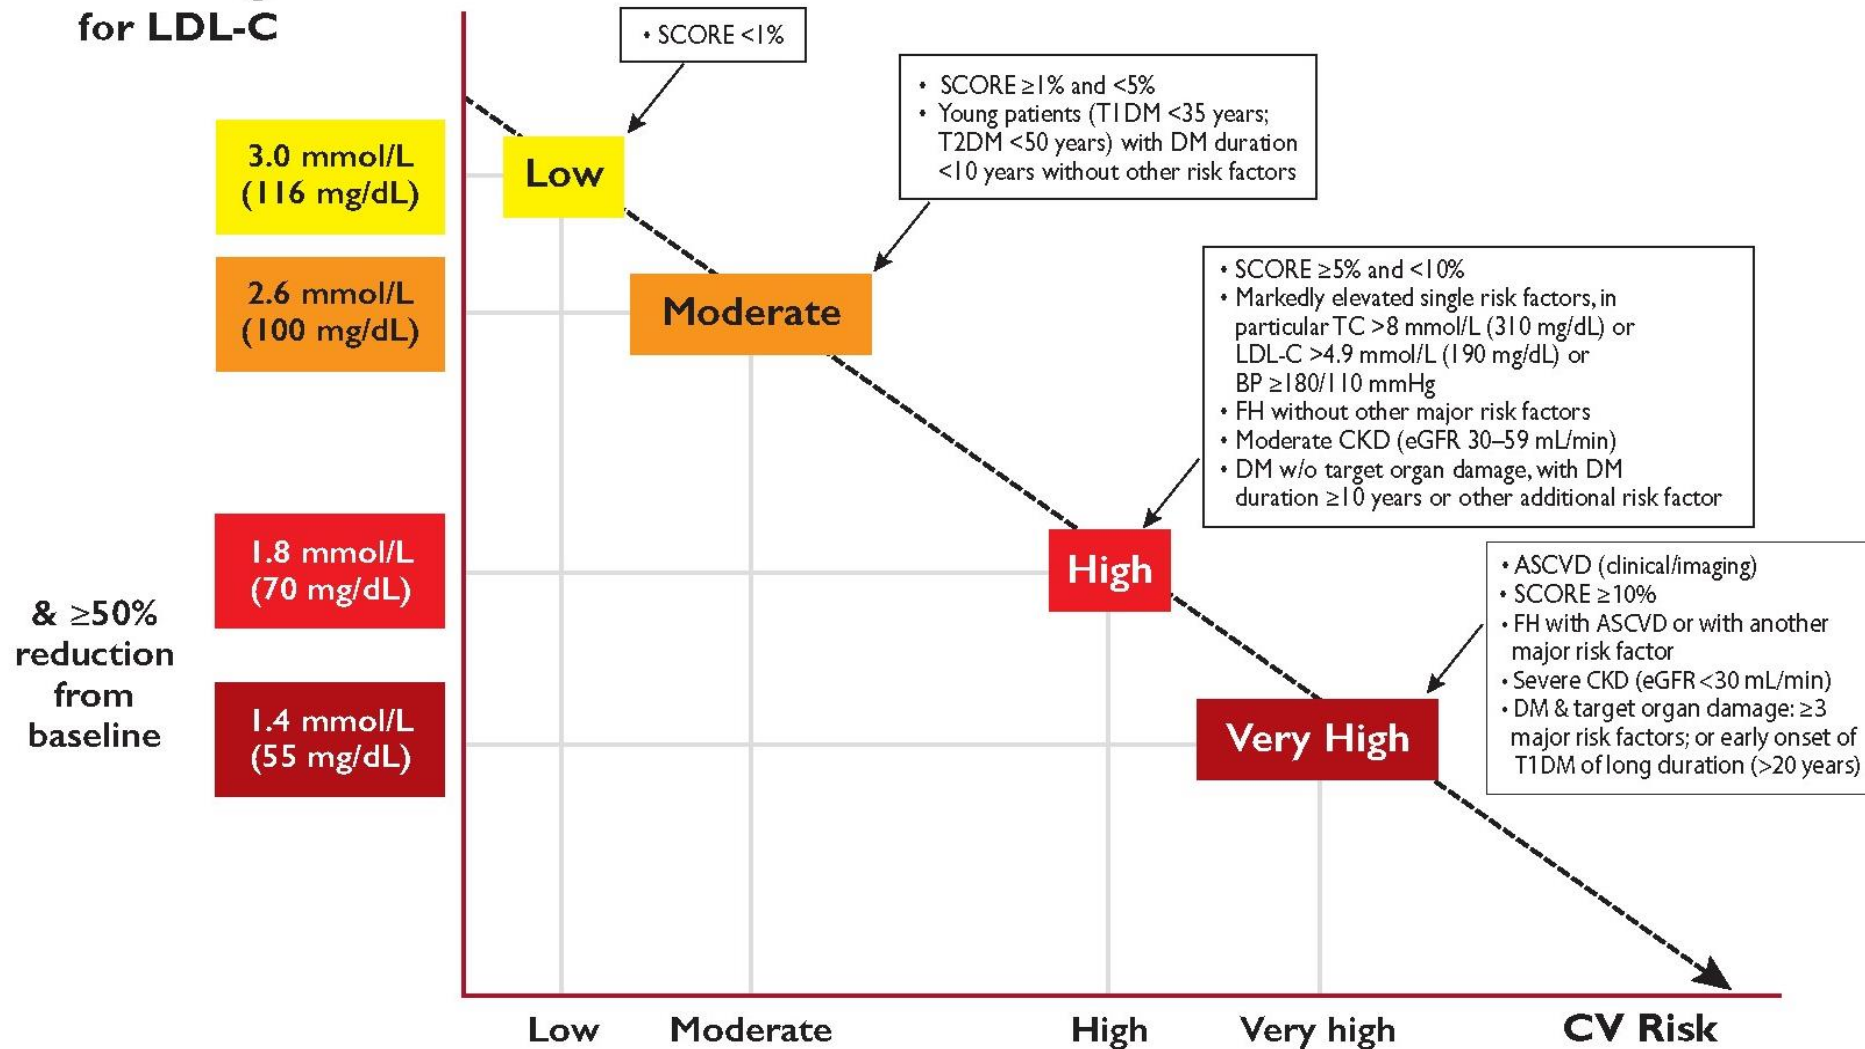 for LDL-C
3.0 mmol/L
(116 mg/dL)
2.6 mmol/L
(100 mg/dL)
1.8 mmol/L
(70 mg/dL)
1.4 mmol/L
(55 mg/dL)
& ≥50%
reduction
from
baseline
• SCORE <1%
Low
• SCORE ≥1% and <5%
• Young patients (T1DM <35 years;
T2DM <50 years) with DM duration
<10 years without other risk factors
Moderate
• SCORE ≥5% and <10%
• Markedly elevated single risk factors, in
particular TC >8 mmol/L (310 mg/dL) or
LDL-C >4.9 mmol/L (190 mg/dL) or
BP ≥180/110 mmHg
• FH without other major risk factors
• Moderate CKD (eGFR 30–59 mL/min)
• DM w/o target organ damage, with DM
duration ≥10 years or other additional risk factor
High
• ASCVD (clinical/imaging)
• SCORE ≥10%
• FH with ASCVD or with another
major risk factor
• Severe CKD (eGFR <30 mL/min)
• DM & target organ damage: ≥3
major risk factors; or early onset of
T1DM of long duration (>20 years)
Very High
Low Moderate High Very high CV Risk